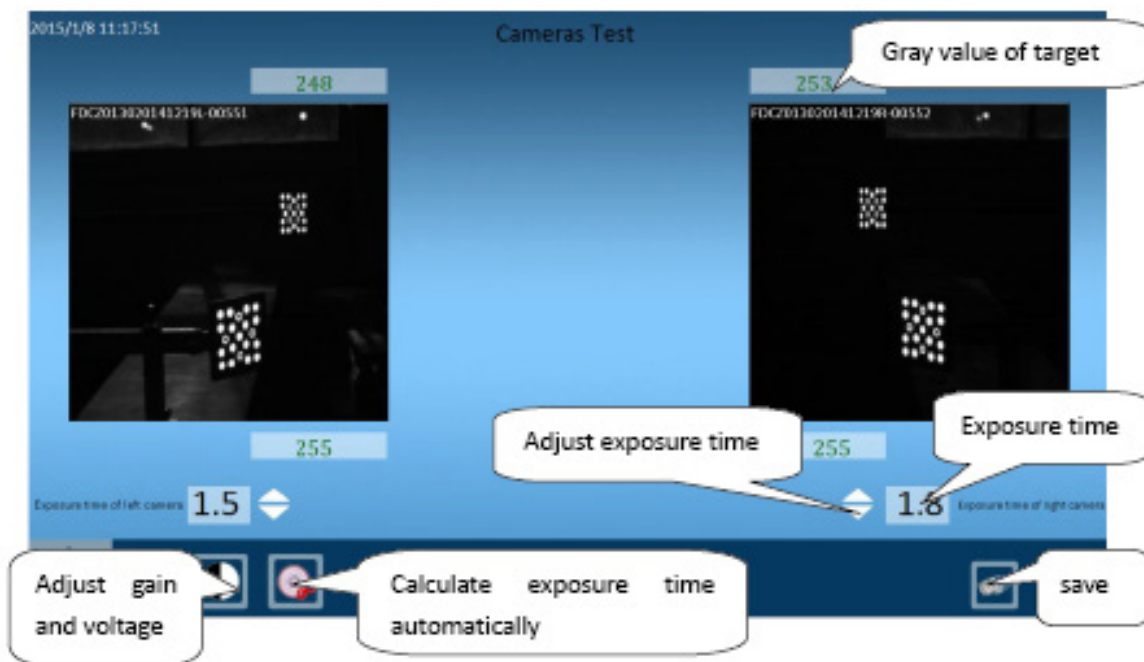 2015/1/8 11:17:51
Cameras Test
Gray value of target
248
253
FDC2013020141219L-00551
FDC2013020141219R-00552
Adjust exposure time
Exposure time
255
255
Exposure time of left camera
1.5
1.8
Exposure time of right camera
Adjust gain
and voltage
Calculate exposure time
automatically
save